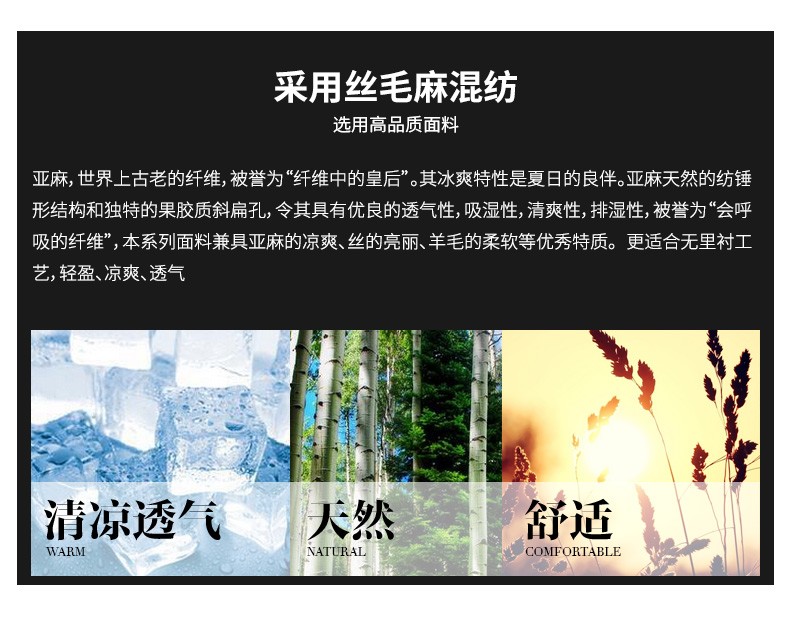 采用丝毛麻混纺
选用高品质面料
亚麻，世界上古老的纤维，被誉为“纤维中的皇后”。其冰爽特性是夏日的良伴。亚麻天然的纺锤
形结构和独特的果胶质斜扁孔，令其具有优良的透气性，吸湿性，清爽性，排湿性，被誉为“会呼
吸的纤维”，本系列面料兼具亚麻的凉爽、丝的亮丽、羊毛的柔软等优秀特质。更适合无里衬工
艺，轻盈、凉爽、透气
清凉透气
WARM
天然
NATURAL
舒适
COMFORTABLE